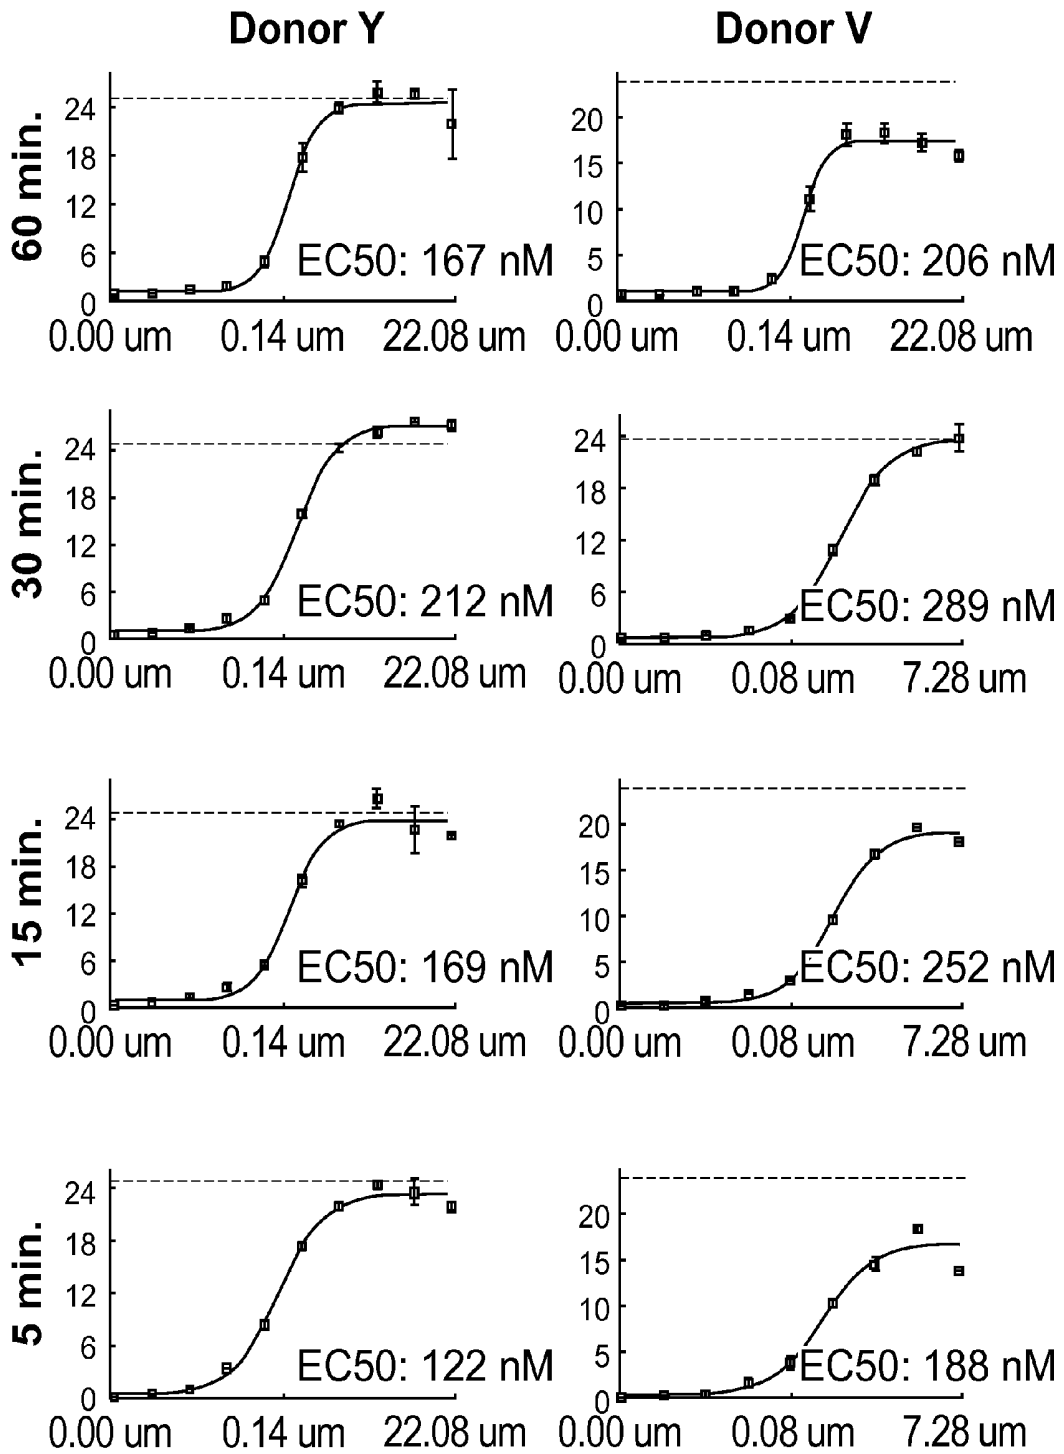 Donor Y Donor V
60 min.
24
18
12
6
0
EC50: 167 nM
0.00 um 0.14 um 22.08 um
20
15
10
5
0
EC50: 206 nM
0.00 um 0.14 um 22.08 um
30 min.
24
18
12
6
0
EC50: 212 nM
0.00 um 0.14 um 22.08 um
24
18
12
6
0
EC50: 289 nM
0.00 um 0.08 um 7.28 um
15 min.
24
18
12
6
0
EC50: 169 nM
0.00 um 0.14 um 22.08 um
20
15
10
5
0
EC50: 252 nM
0.00 um 0.08 um 7.28 um
5 min.
24
18
12
6
0
EC50: 122 nM
0.00 um 0.14 um 22.08 um
20
15
10
5
0
EC50: 188 nM
0.00 um 0.08 um 7.28 um